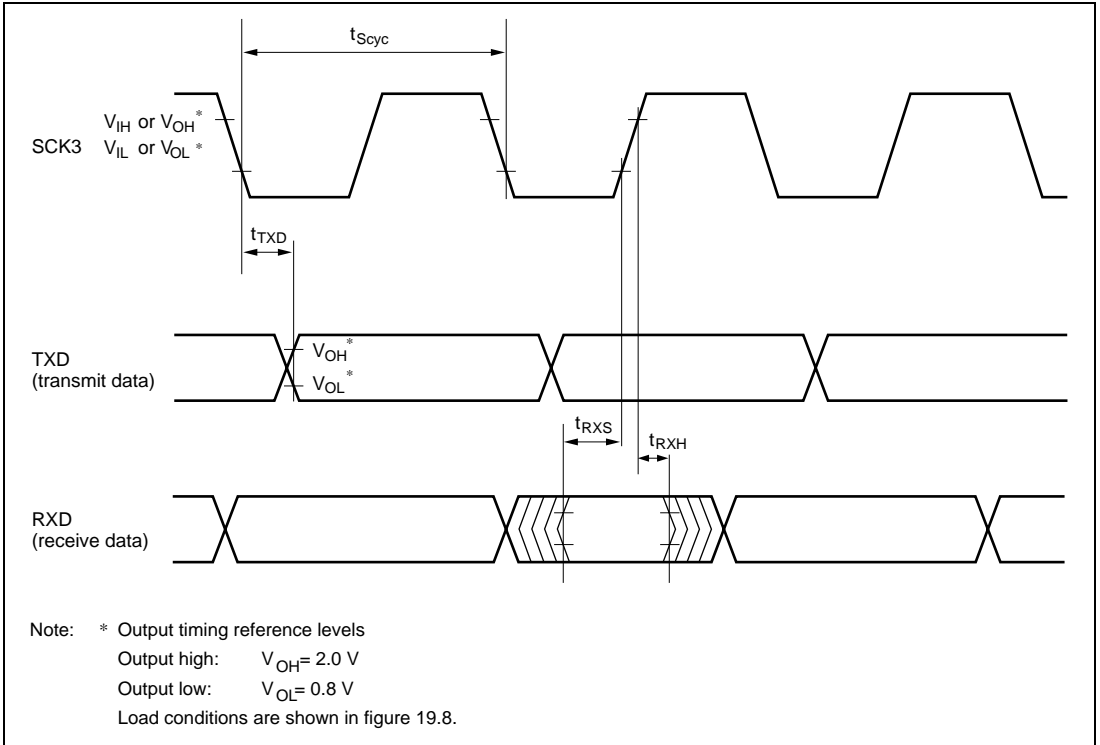 tScyc
VIH or VOH*
SCK3 VIL or VOL *
tTXD
TXD
(transmit data)
VOH*
VOL*
tRXS
tRXH
RXD
(receive data)
Note: * Output timing reference levels
Output high: VOH= 2.0 V
Output low: VOL= 0.8 V
Load conditions are shown in figure 19.8.